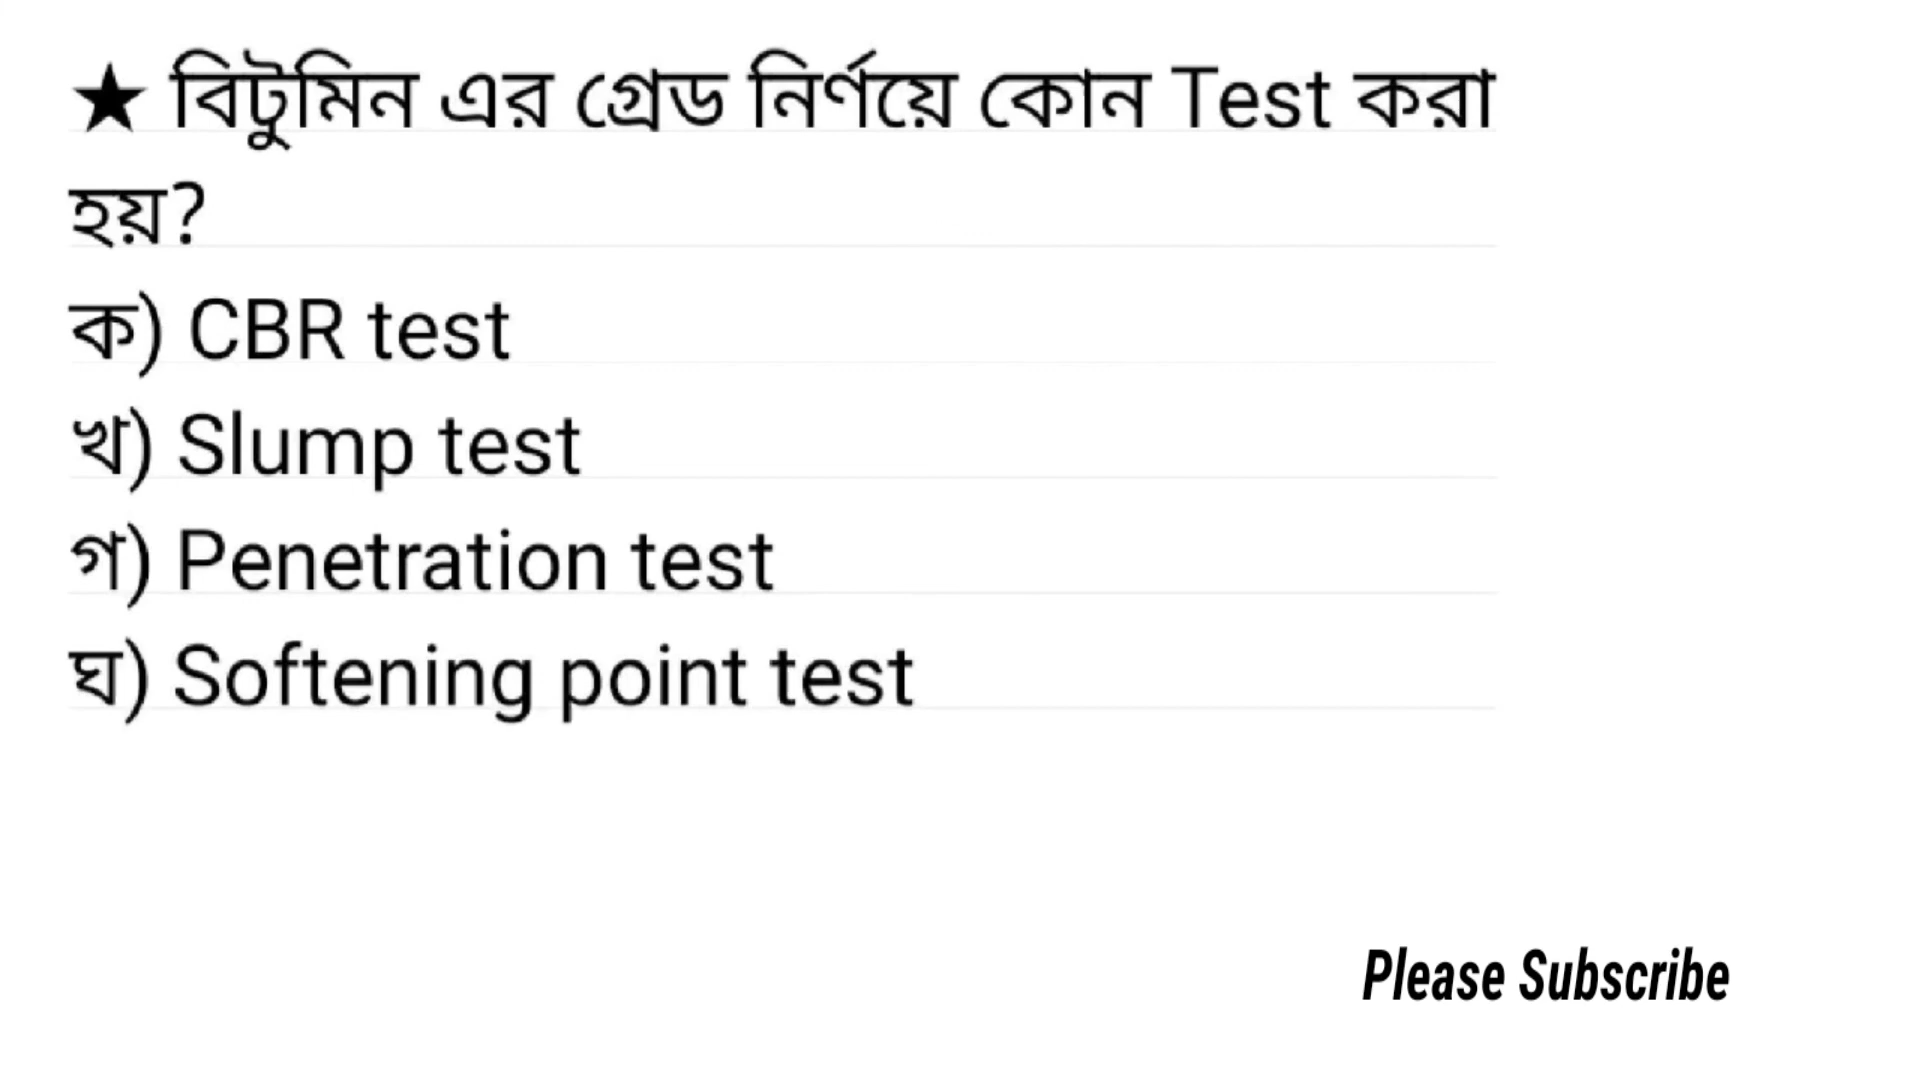 ★ বিটুমিন এর গ্রেড নির্ণয়ে কোন Test করা
হয়?
ক) CBR test
খ) Slump test
গ) Penetration test
ঘ) Softening point test
Please Subscribe